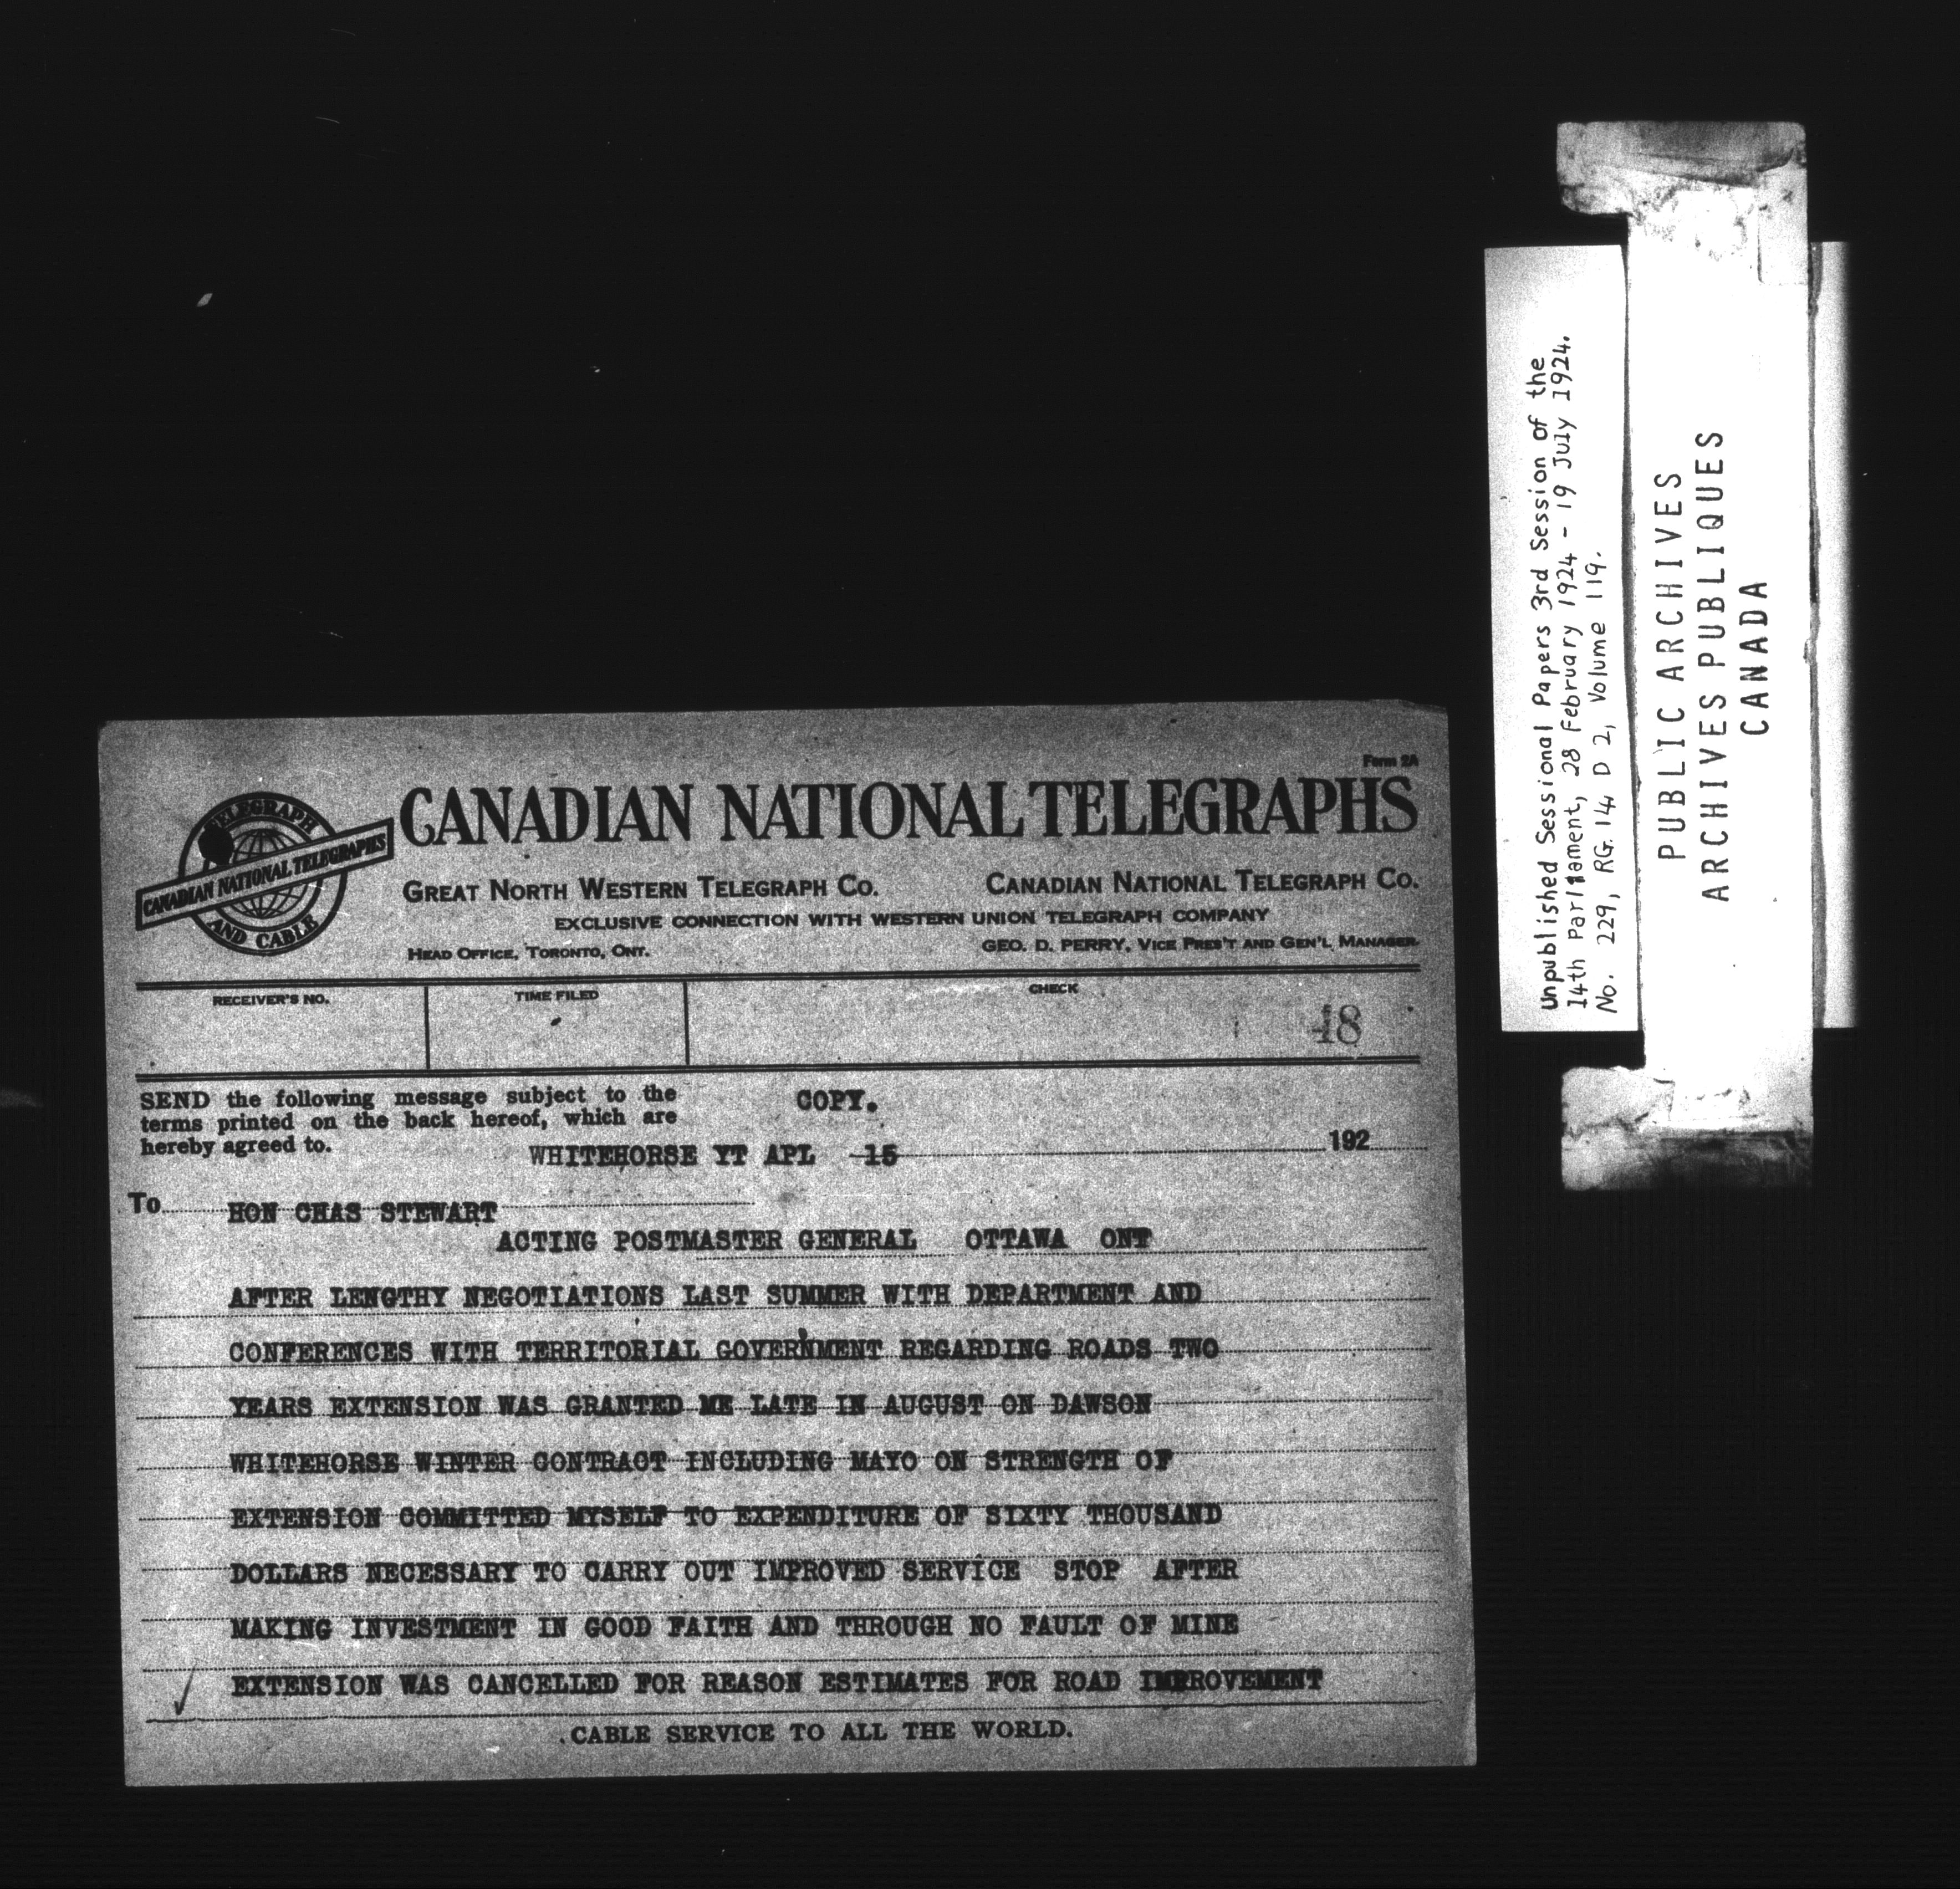 Form 2A
TELEGRAPH
CANADIAN NATIONAL TELEGRAPHS
AND CABLE
CANADIAN NATIONAL TELEGRAPHS
GREAT NORTH WESTERN TELEGRAPH CO. CANADIAN NATIONAL TELEGRAPH CO.
EXCLUSIVE CONNECTION WITH WESTERN UNION TELEGRAPH COMPANY
HEAD OFFICE, TORONTO, ONT. GEO. D. PERRY, VICE PRES'T AND GEN'L MANAGER
RECEIVER'S NO. TIME FILED CHECK
48
SEND the following message subject to the
terms printed on the back hereof, which are
hereby agreed to.
COPY.
WHITEHORSE YT APL 15 192
To HON CHAS STEWART
ACTING POSTMASTER GENERAL OTTAWA ONT
AFTER LENGTHY NEGOTIATIONS LAST SUMMER WITH DEPARTMENT AND
CONFERENCES WITH TERRITORIAL GOVERNMENT REGARDING ROADS TWO
YEARS EXTENSION WAS GRANTED ME LATE IN AUGUST ON DAWSON
WHITEHORSE WINTER CONTRACT INCLUDING MAYO ON STRENGTH OF
EXTENSION COMMITTED MYSELF TO EXPENDITURE OF SIXTY THOUSAND
DOLLARS NECESSARY TO CARRY OUT IMPROVED SERVICE STOP AFTER
MAKING INVESTMENT IN GOOD FAITH AND THROUGH NO FAULT OF MINE
EXTENSION WAS CANCELLED FOR REASON ESTIMATES FOR ROAD IMPROVEMENT
CABLE SERVICE TO ALL THE WORLD.
Unpublished Sessional Papers 3rd Session of the
14th Parliament, 28 February 1924 - 19 July 1924.
No. 229, RG. 14, D 2, Volume 119.
PUBLIC ARCHIVES
ARCHIVES PUBLIQUES
CANADA